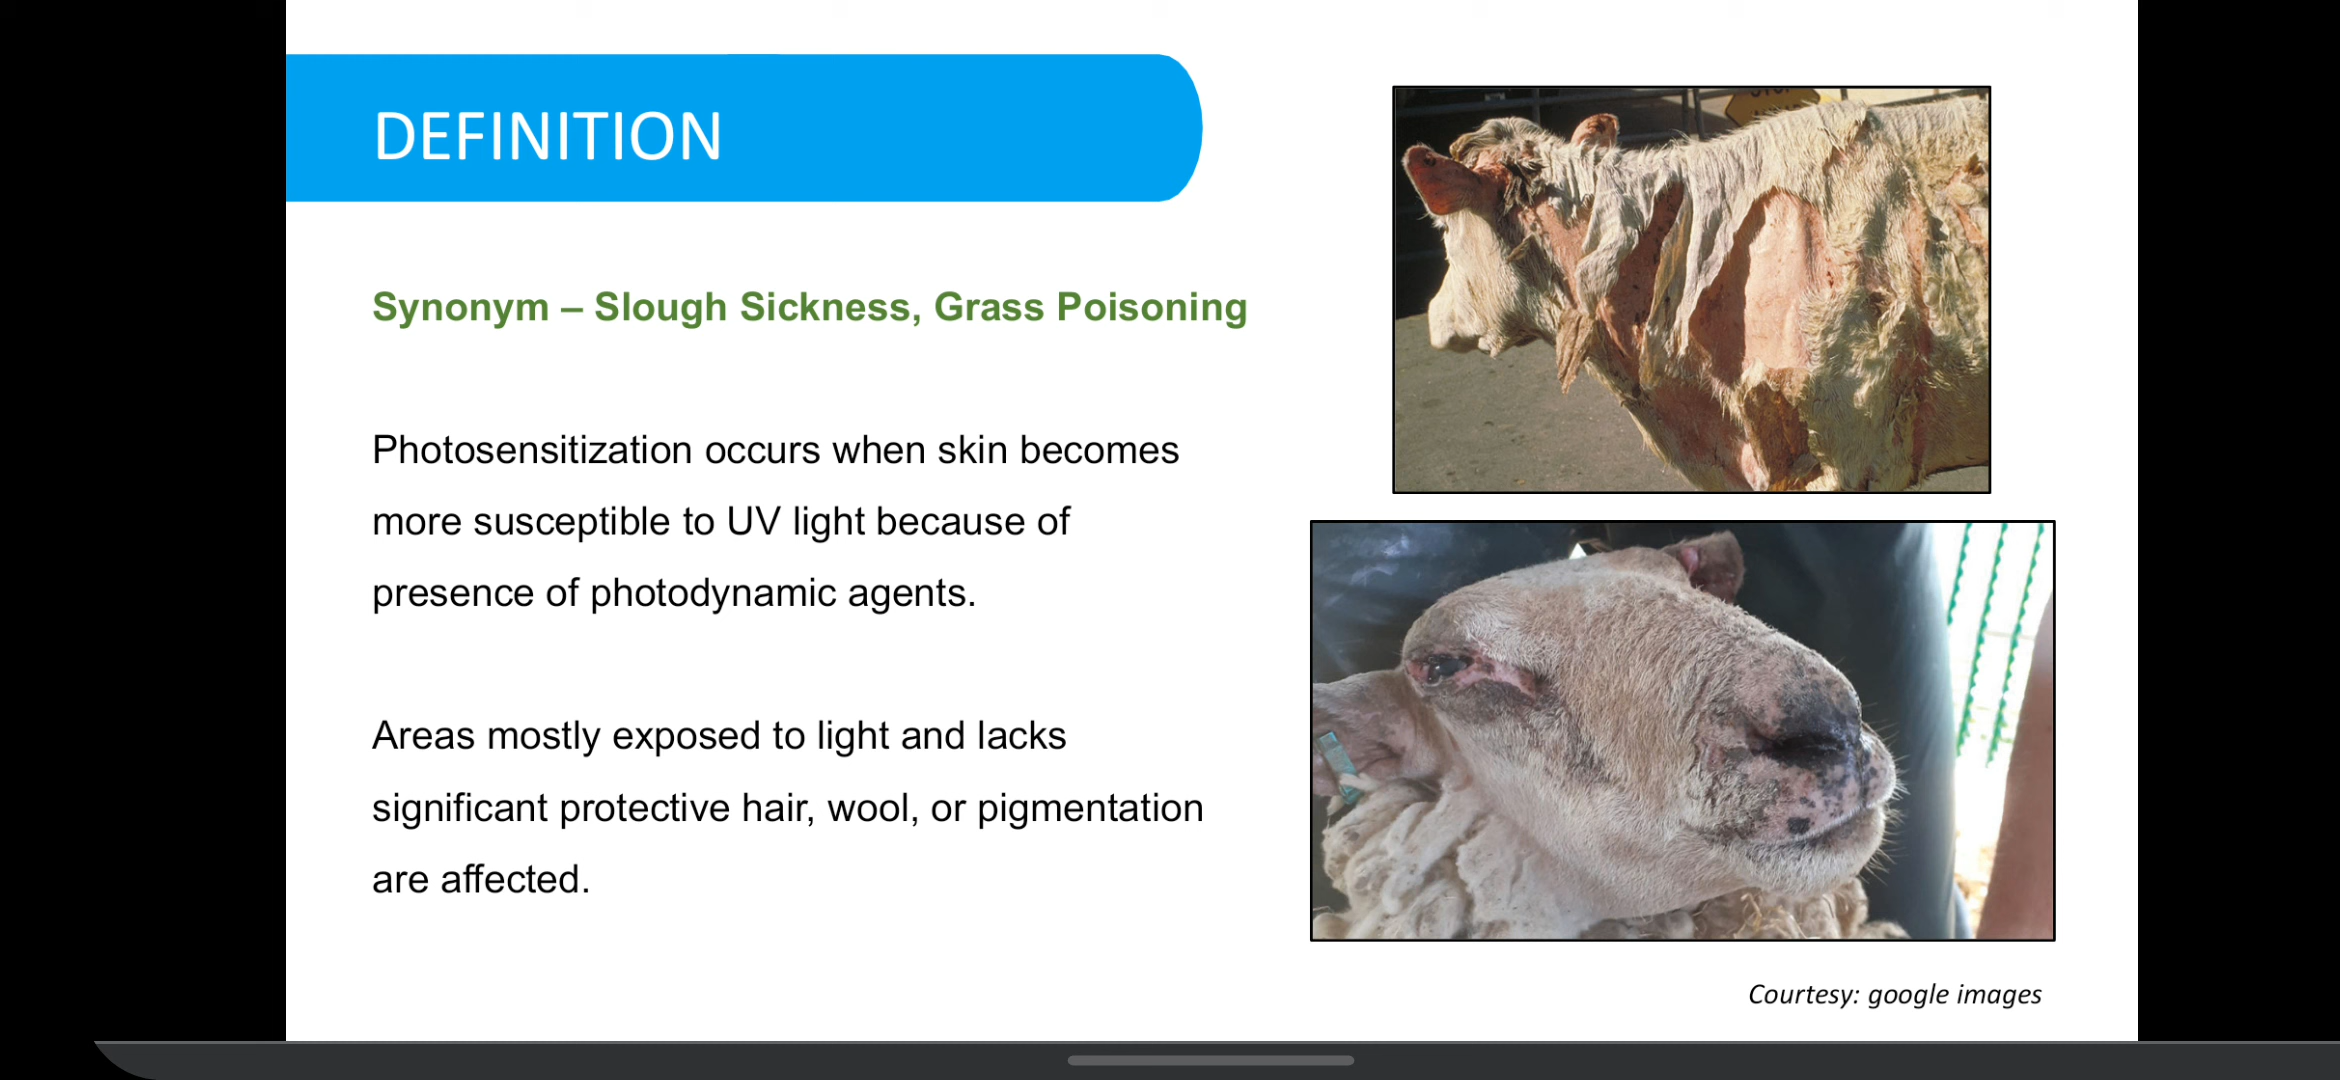 DEFINITION
Synonym – Slough Sickness, Grass Poisoning
Photosensitization occurs when skin becomes
more susceptible to UV light because of
presence of photodynamic agents.
Areas mostly exposed to light and lacks
significant protective hair, wool, or pigmentation
are affected.
Courtesy: google images